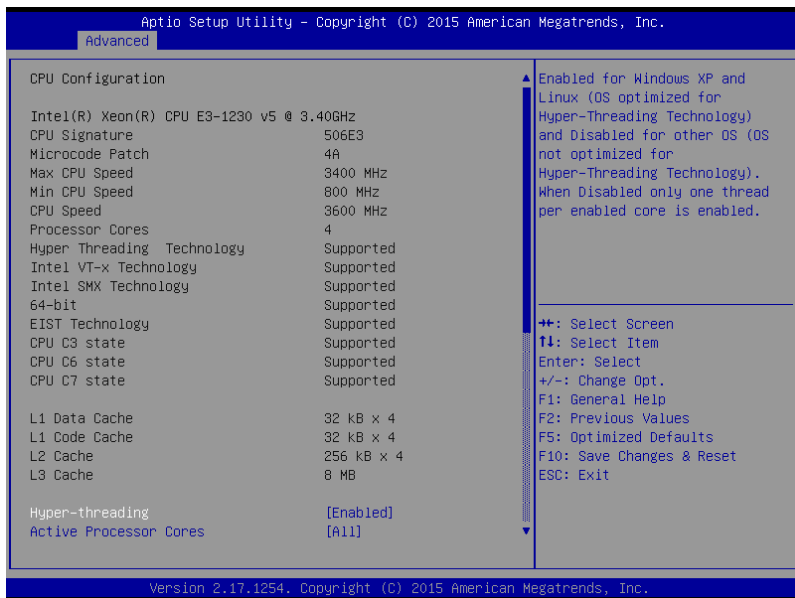 Aptio Setup Utility – Copyright (C) 2015 American Megatrends, Inc.
Advanced
CPU Configuration
Intel(R) Xeon(R) CPU E3-1230 v5 @ 3.40GHz
CPU Signature 506E3
Microcode Patch 4A
Max CPU Speed 3400 MHz
Min CPU Speed 800 MHz
CPU Speed 3600 MHz
Processor Cores 4
Hyper Threading Technology Supported
Intel VT-x Technology Supported
Intel SMX Technology Supported
64-bit Supported
EIST Technology Supported
CPU C3 state Supported
CPU C6 state Supported
CPU C7 state Supported
L1 Data Cache 32 kB x 4
L1 Code Cache 32 kB x 4
L2 Cache 256 kB x 4
L3 Cache 8 MB
Hyper-threading [Enabled]
Active Processor Cores [All]
Enabled for Windows XP and
Linux (OS optimized for
Hyper-Threading Technology)
and Disabled for other OS (OS
not optimized for
Hyper-Threading Technology).
When Disabled only one thread
per enabled core is enabled.
→←: Select Screen
↑↓: Select Item
Enter: Select
+/-: Change Opt.
F1: General Help
F2: Previous Values
F5: Optimized Defaults
F10: Save Changes & Reset
ESC: Exit
Version 2.17.1254. Copyright (C) 2015 American Megatrends, Inc.